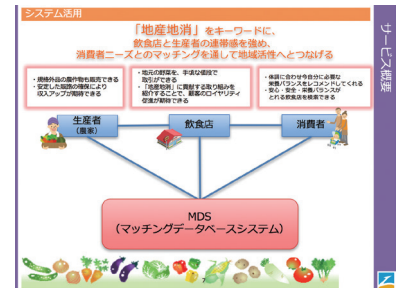 システム活用
「地産地消」をキーワードに、
飲食店と生産者の連帯感を強め、
消費者ニーズとのマッチングを通して地域活性へとつなげる
・規格外品の農作物も販売できる
・安定した販路の確保により
収入アップが期待できる
・地元の野菜を、手頃な値段で
取引ができる
・「地産地消」に貢献する取り組みを
紹介することで、顧客のロイヤリティ
促進が期待できる
・体調に合わせ今自分に必要な
栄養バランスをレコメンドしてくれる
・安心・安全・栄養バランスが
とれる飲食店を検索できる
生産者
（農家）
飲食店
消費者
MDS
（マッチングデータベースシステム）
7
サービス概要